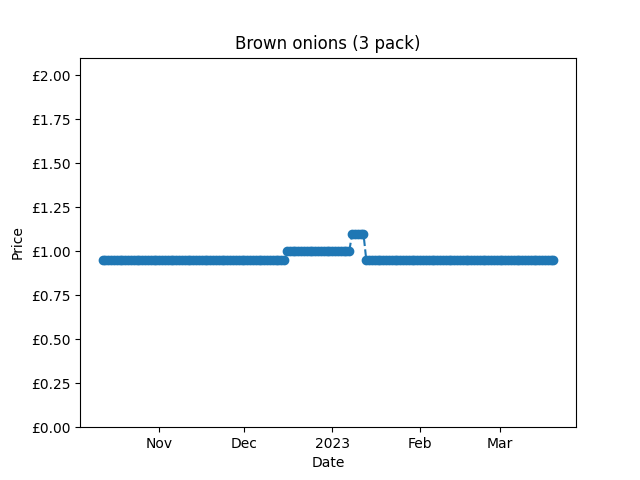 Brown onions (3 pack)
£2.00
£1.75
£1.50
£1.25
£1.00
£0.75
£0.50
£0.25
£0.00
Price
Nov
Dec
2023
Feb
Mar
Date